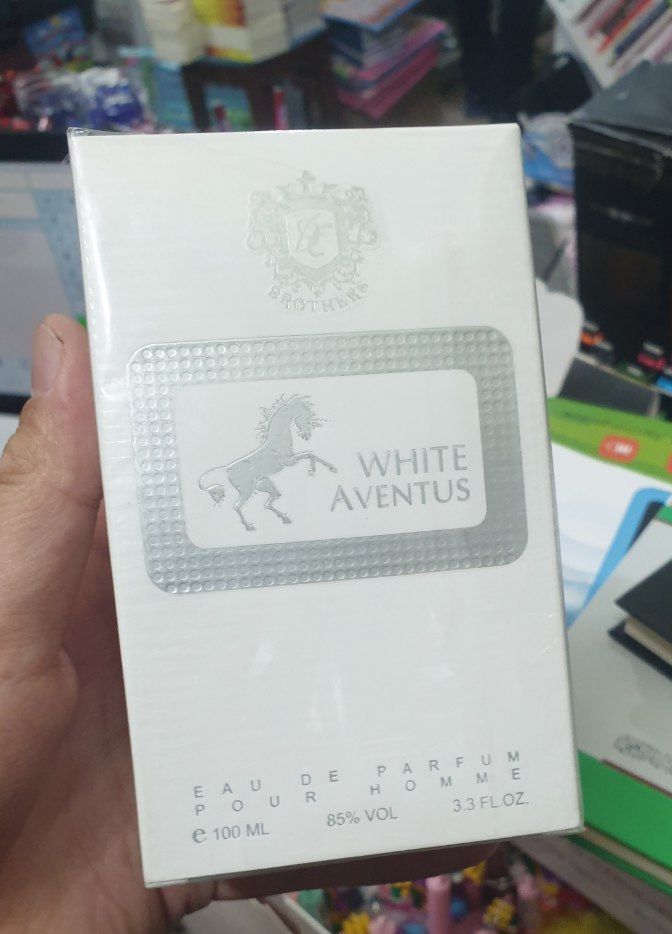 BROTHERS
WHITE
AVENTUS
EAU DE PARFUM
POUR HOMME
e 100 ML 85% VOL 3.3 FL.OZ.